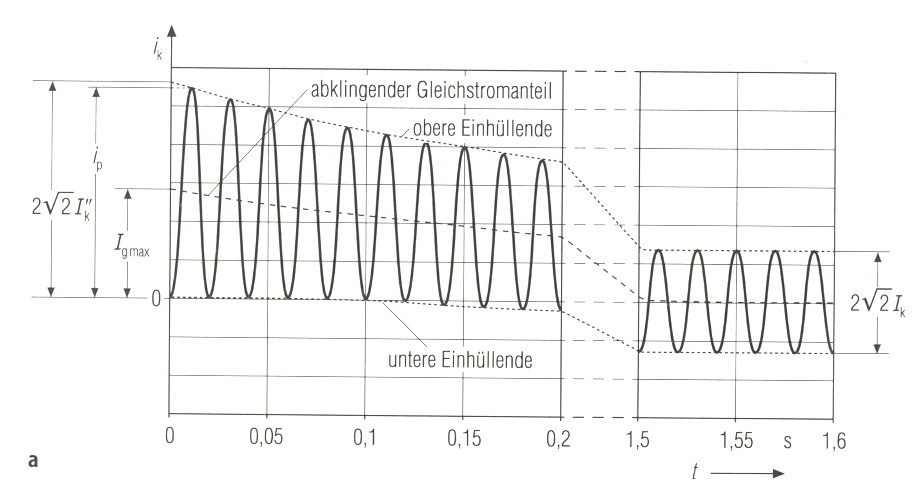 i_k
abklingender Gleichstromanteil
obere Einhüllende
i_p
2√2 I″_k
I_g max
0
2√2 I_k
untere Einhüllende
0 0,05 0,1 0,15 0,2 1,5 1,55 s 1,6
a
t